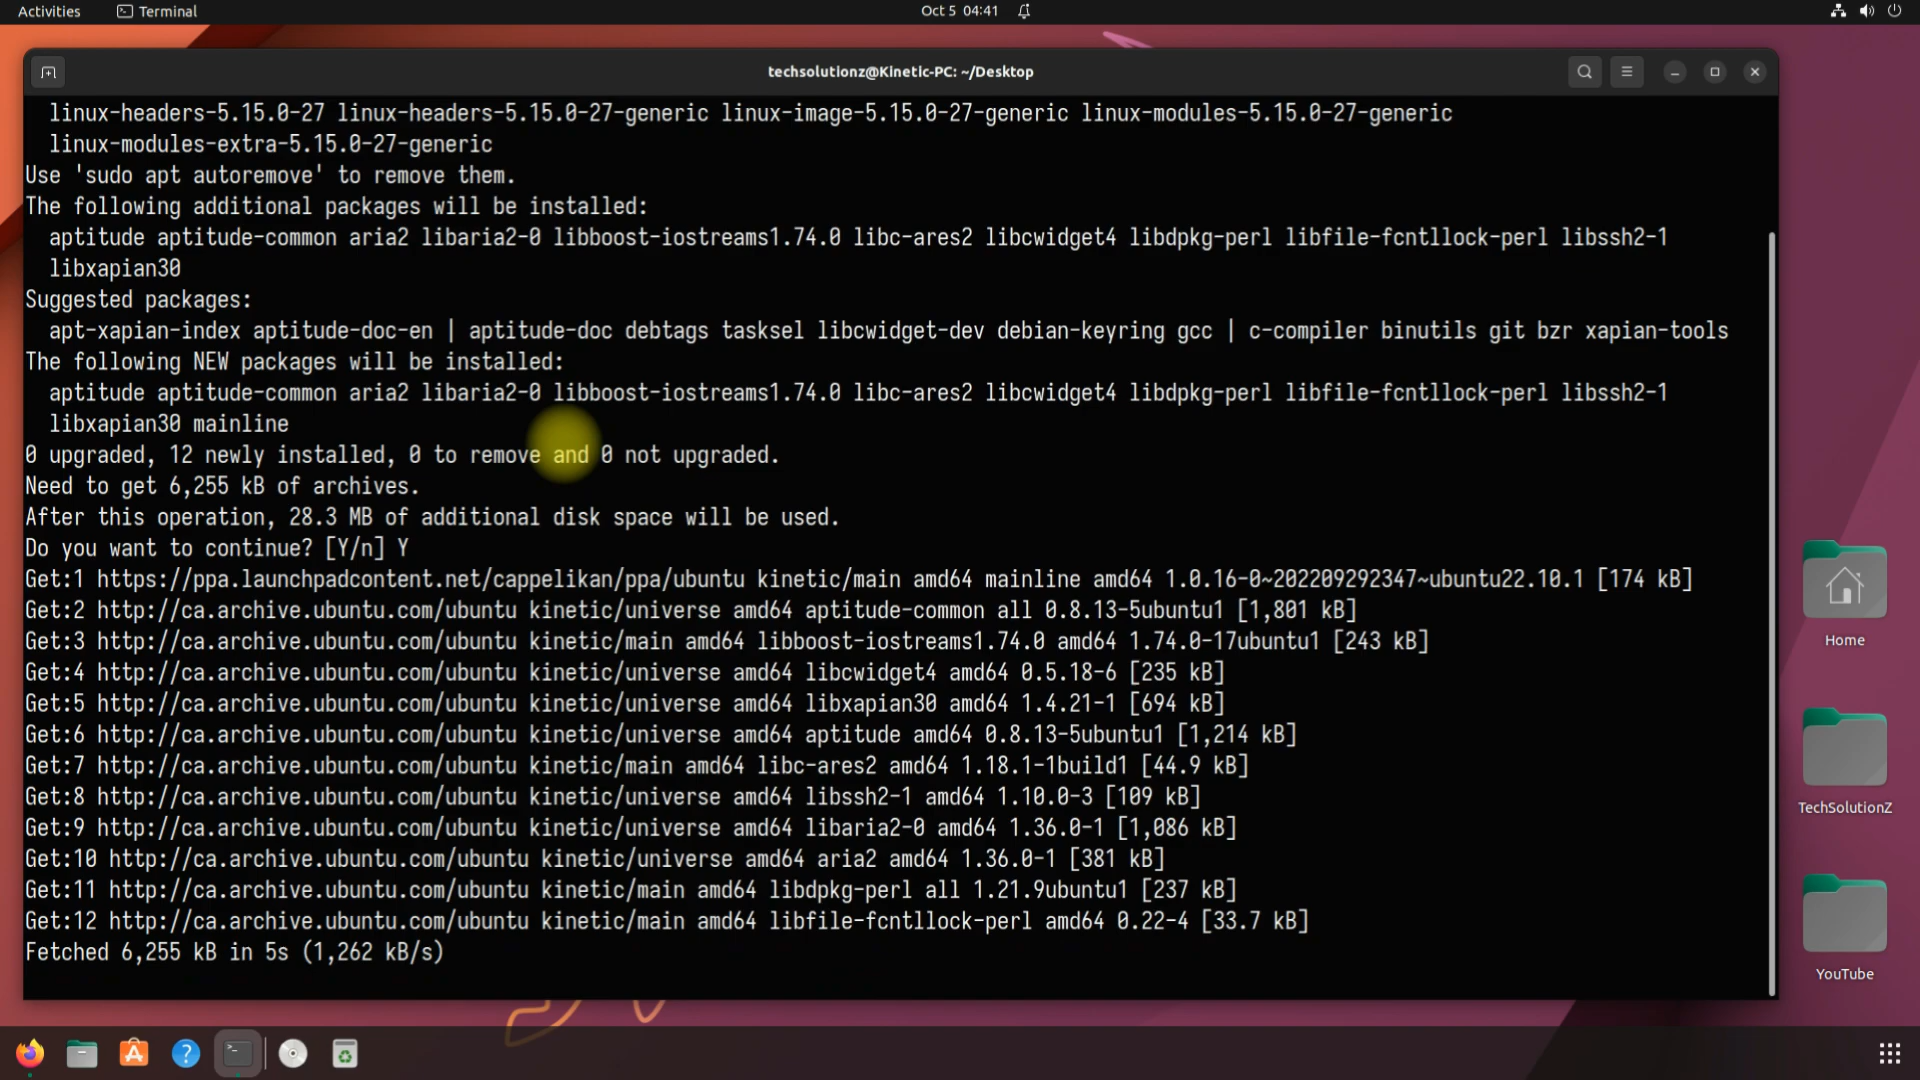 Activities Terminal Oct 5 04:41
techsolutionz@Kinetic-PC: ~/Desktop
linux-headers-5.15.0-27 linux-headers-5.15.0-27-generic linux-image-5.15.0-27-generic linux-modules-5.15.0-27-generic
linux-modules-extra-5.15.0-27-generic
Use 'sudo apt autoremove' to remove them.
The following additional packages will be installed:
aptitude aptitude-common aria2 libaria2-0 libboost-iostreams1.74.0 libc-ares2 libcwidget4 libdpkg-perl libfile-fcntllock-perl libssh2-1
libxapian30
Suggested packages:
apt-xapian-index aptitude-doc-en | aptitude-doc debtags tasksel libcwidget-dev debian-keyring gcc | c-compiler binutils git bzr xapian-tools
The following NEW packages will be installed:
aptitude aptitude-common aria2 libaria2-0 libboost-iostreams1.74.0 libc-ares2 libcwidget4 libdpkg-perl libfile-fcntllock-perl libssh2-1
libxapian30 mainline
0 upgraded, 12 newly installed, 0 to remove and 0 not upgraded.
Need to get 6,255 kB of archives.
After this operation, 28.3 MB of additional disk space will be used.
Do you want to continue? [Y/n] Y
Get:1 https://ppa.launchpadcontent.net/cappelikan/ppa/ubuntu kinetic/main amd64 mainline amd64 1.0.16-0~202209292347~ubuntu22.10.1 [174 kB]
Get:2 http://ca.archive.ubuntu.com/ubuntu kinetic/universe amd64 aptitude-common all 0.8.13-5ubuntu1 [1,801 kB]
Get:3 http://ca.archive.ubuntu.com/ubuntu kinetic/main amd64 libboost-iostreams1.74.0 amd64 1.74.0-17ubuntu1 [243 kB]
Get:4 http://ca.archive.ubuntu.com/ubuntu kinetic/universe amd64 libcwidget4 amd64 0.5.18-6 [235 kB]
Get:5 http://ca.archive.ubuntu.com/ubuntu kinetic/universe amd64 libxapian30 amd64 1.4.21-1 [694 kB]
Get:6 http://ca.archive.ubuntu.com/ubuntu kinetic/universe amd64 aptitude amd64 0.8.13-5ubuntu1 [1,214 kB]
Get:7 http://ca.archive.ubuntu.com/ubuntu kinetic/main amd64 libc-ares2 amd64 1.18.1-1build1 [44.9 kB]
Get:8 http://ca.archive.ubuntu.com/ubuntu kinetic/universe amd64 libssh2-1 amd64 1.10.0-3 [109 kB]
Get:9 http://ca.archive.ubuntu.com/ubuntu kinetic/universe amd64 libaria2-0 amd64 1.36.0-1 [1,086 kB]
Get:10 http://ca.archive.ubuntu.com/ubuntu kinetic/universe amd64 aria2 amd64 1.36.0-1 [381 kB]
Get:11 http://ca.archive.ubuntu.com/ubuntu kinetic/main amd64 libdpkg-perl all 1.21.9ubuntu1 [237 kB]
Get:12 http://ca.archive.ubuntu.com/ubuntu kinetic/main amd64 libfile-fcntllock-perl amd64 0.22-4 [33.7 kB]
Fetched 6,255 kB in 5s (1,262 kB/s)
Home
TechSolutionZ
YouTube